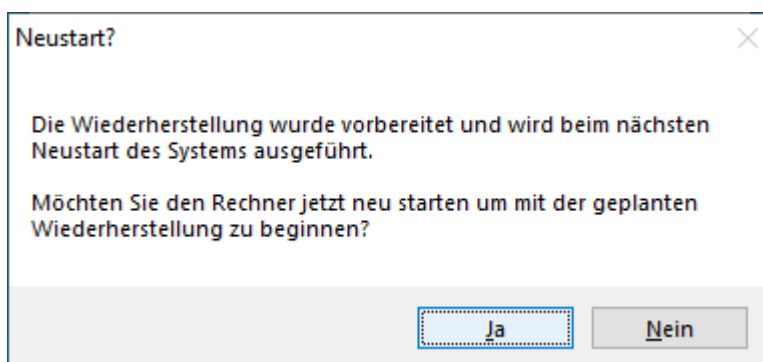 Neustart?
Die Wiederherstellung wurde vorbereitet und wird beim nächsten
Neustart des Systems ausgeführt.
Möchten Sie den Rechner jetzt neu starten um mit der geplanten
Wiederherstellung zu beginnen?
Ja
Nein